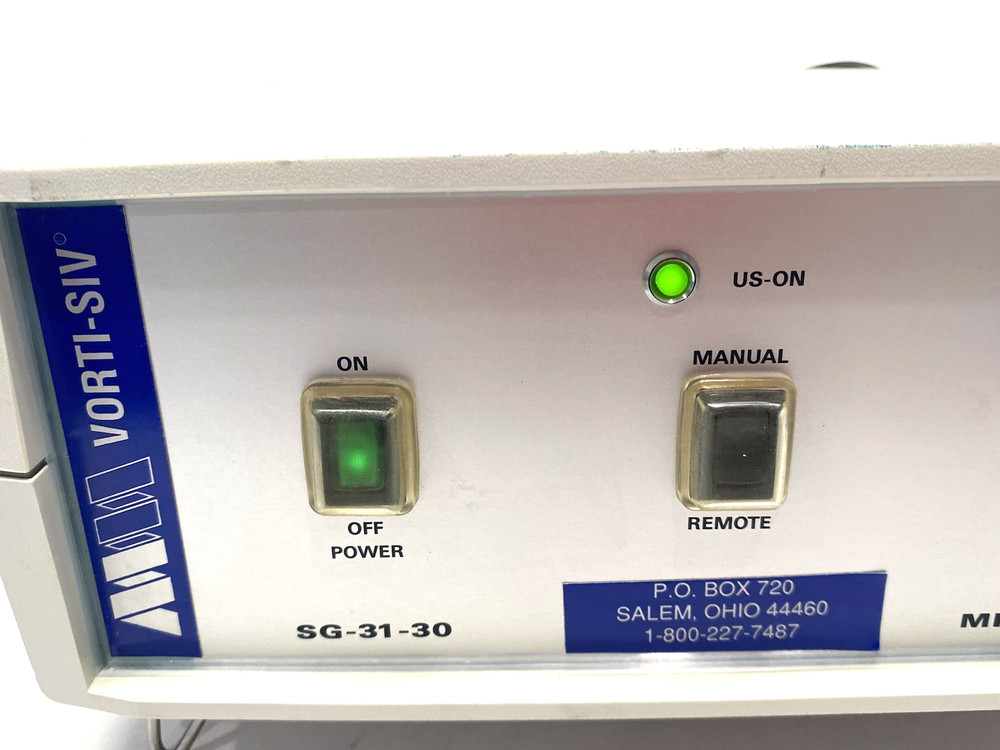 VORTI-SIV®
US-ON
ON
MANUAL
OFF
POWER
REMOTE
SG-31-30
P.O. BOX 720
SALEM, OHIO 44460
1-800-227-7487